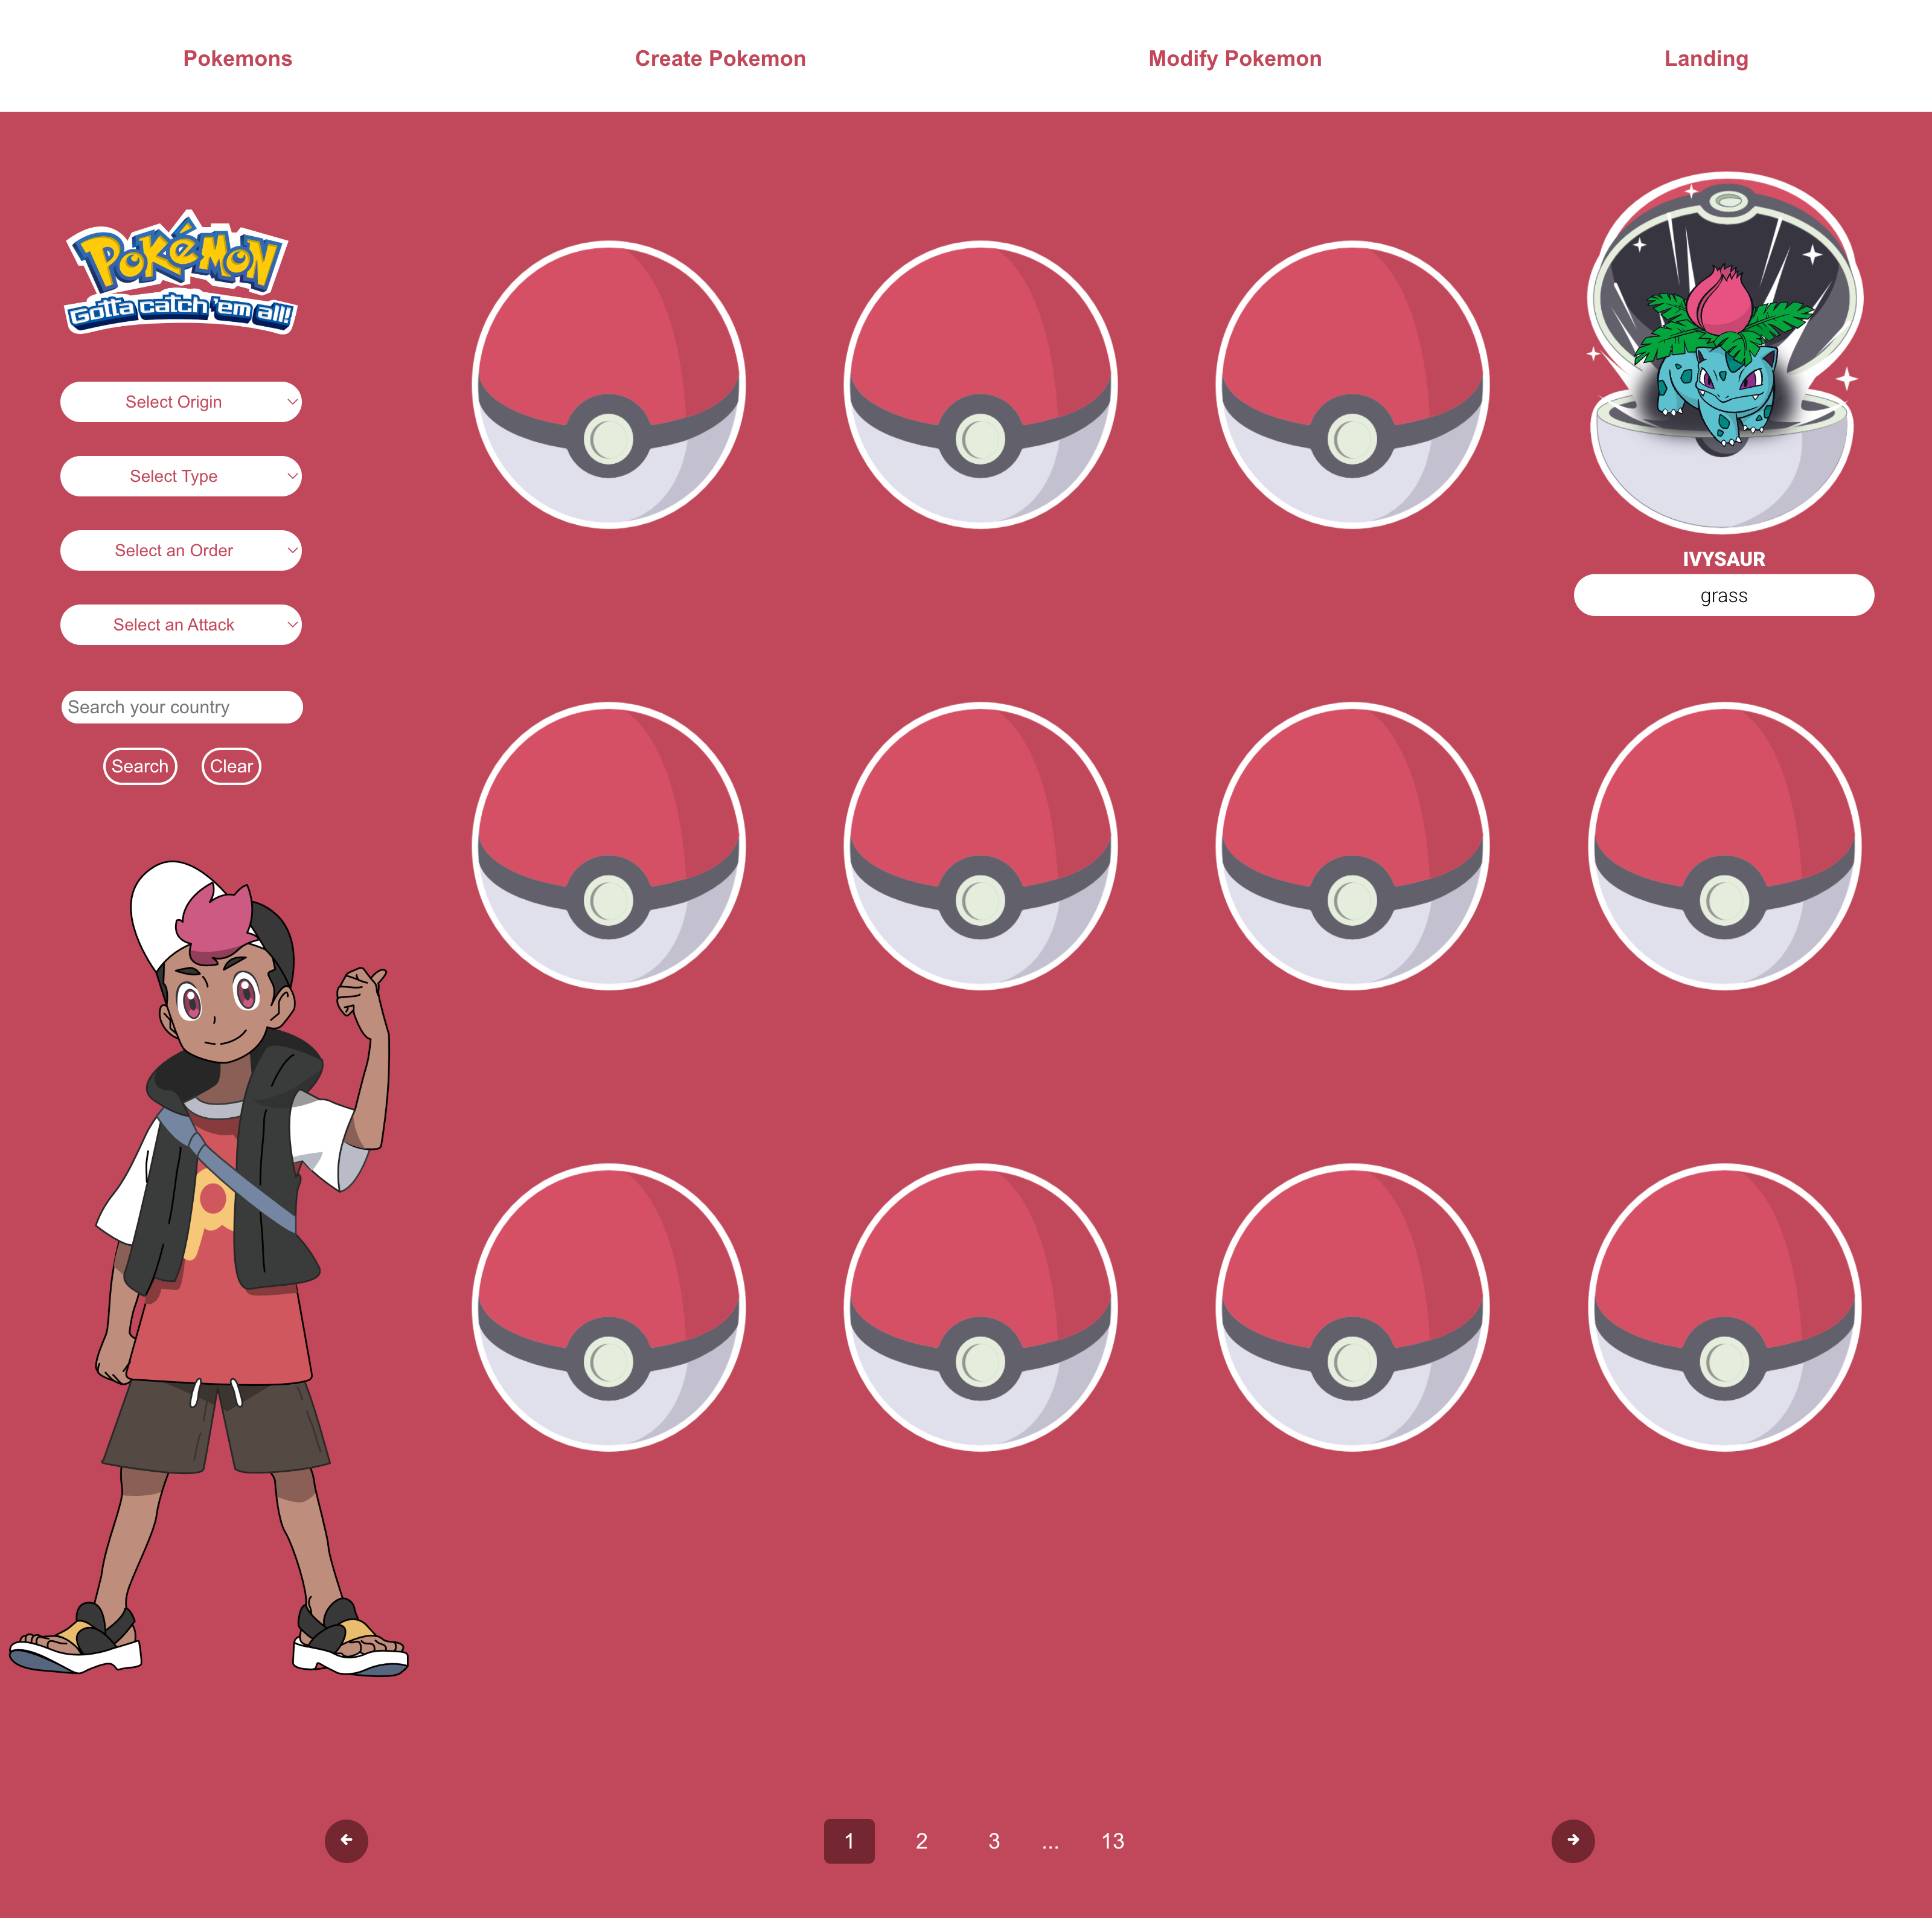 Pokemons
Create Pokemon
Modify Pokemon
Landing
POKéMON
Gotta catch 'em all!
Select Origin
Select Type
Select an Order
Select an Attack
Search your country
Search
Clear
IVYSAUR
grass
1
2
3
...
13